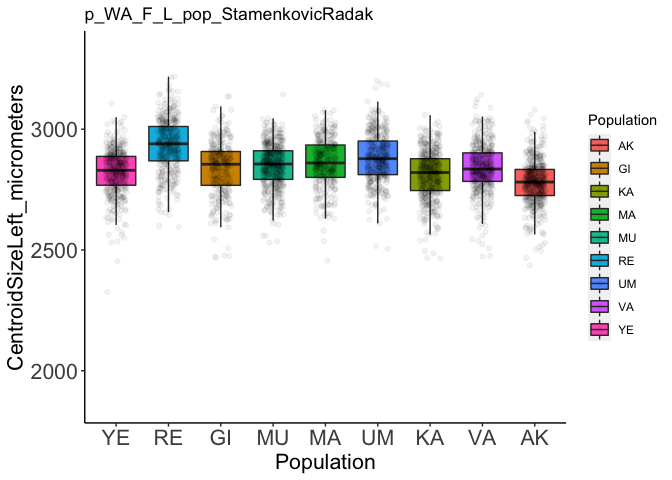 p_WA_F_L_pop_StamenkovicRadak
CentroidSizeLeft_micrometers
3000
2500
2000
YE RE GI MU MA UM KA VA AK
Population
Population
AK
GI
KA
MA
MU
RE
UM
VA
YE